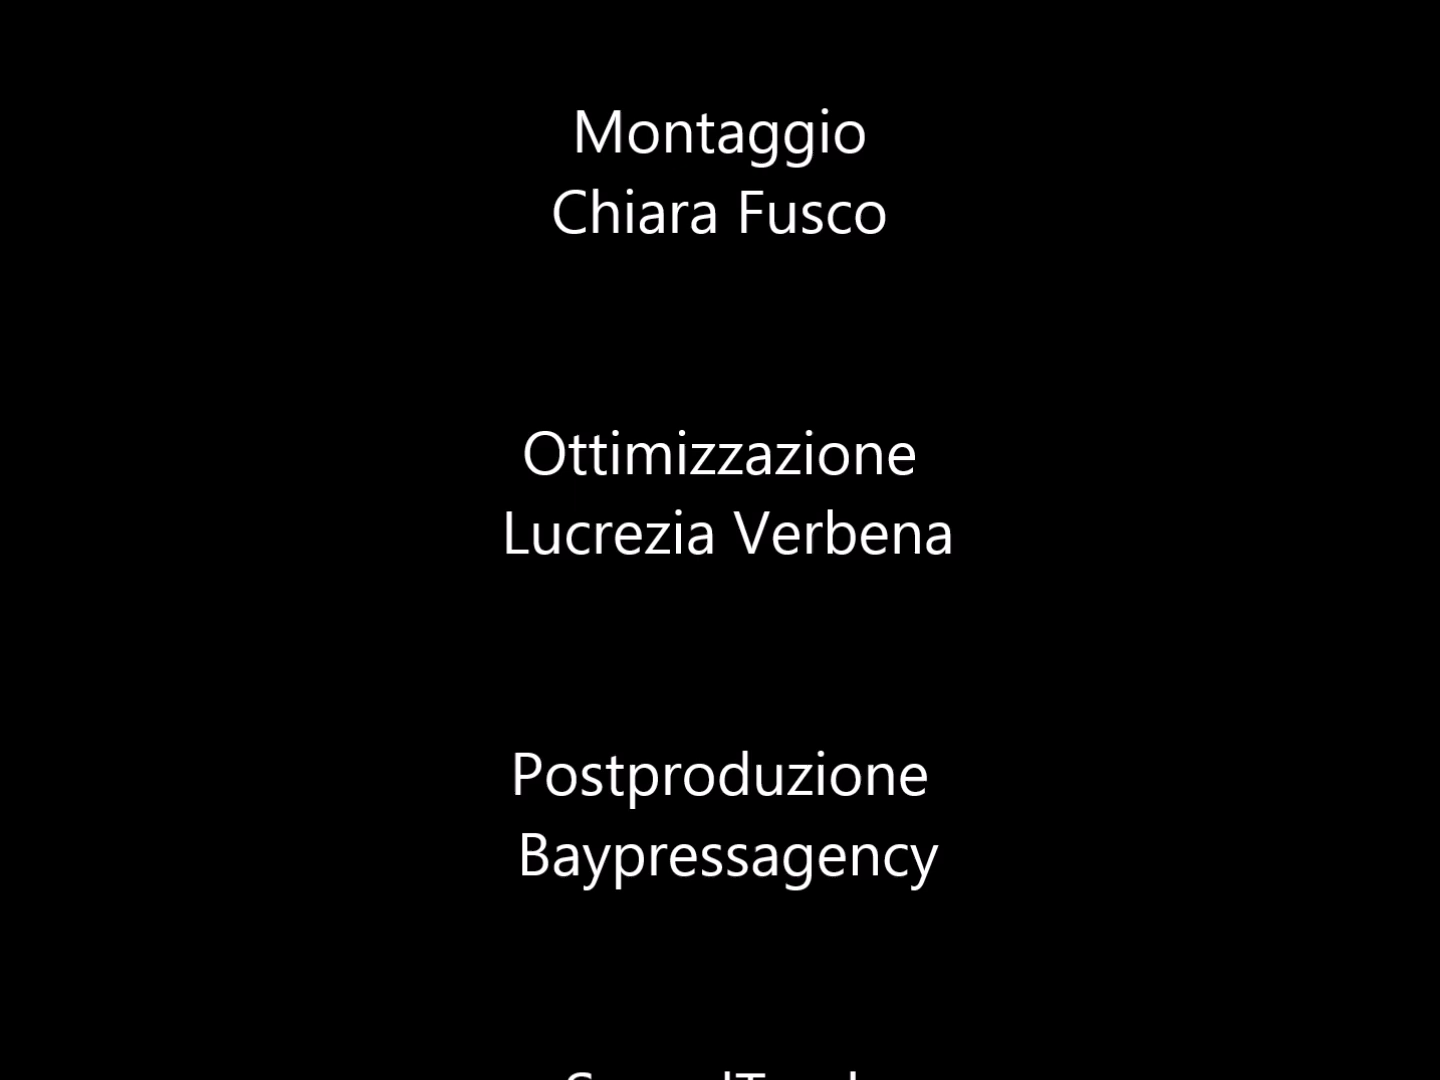 Montaggio
Chiara Fusco
Ottimizzazione
Lucrezia Verbena
Postproduzione
Baypressagency